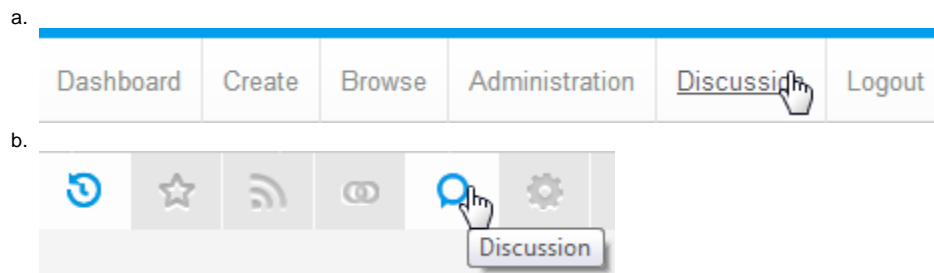 a.
Dashboard Create Browse Administration Discussion Logout
b.
Discussion